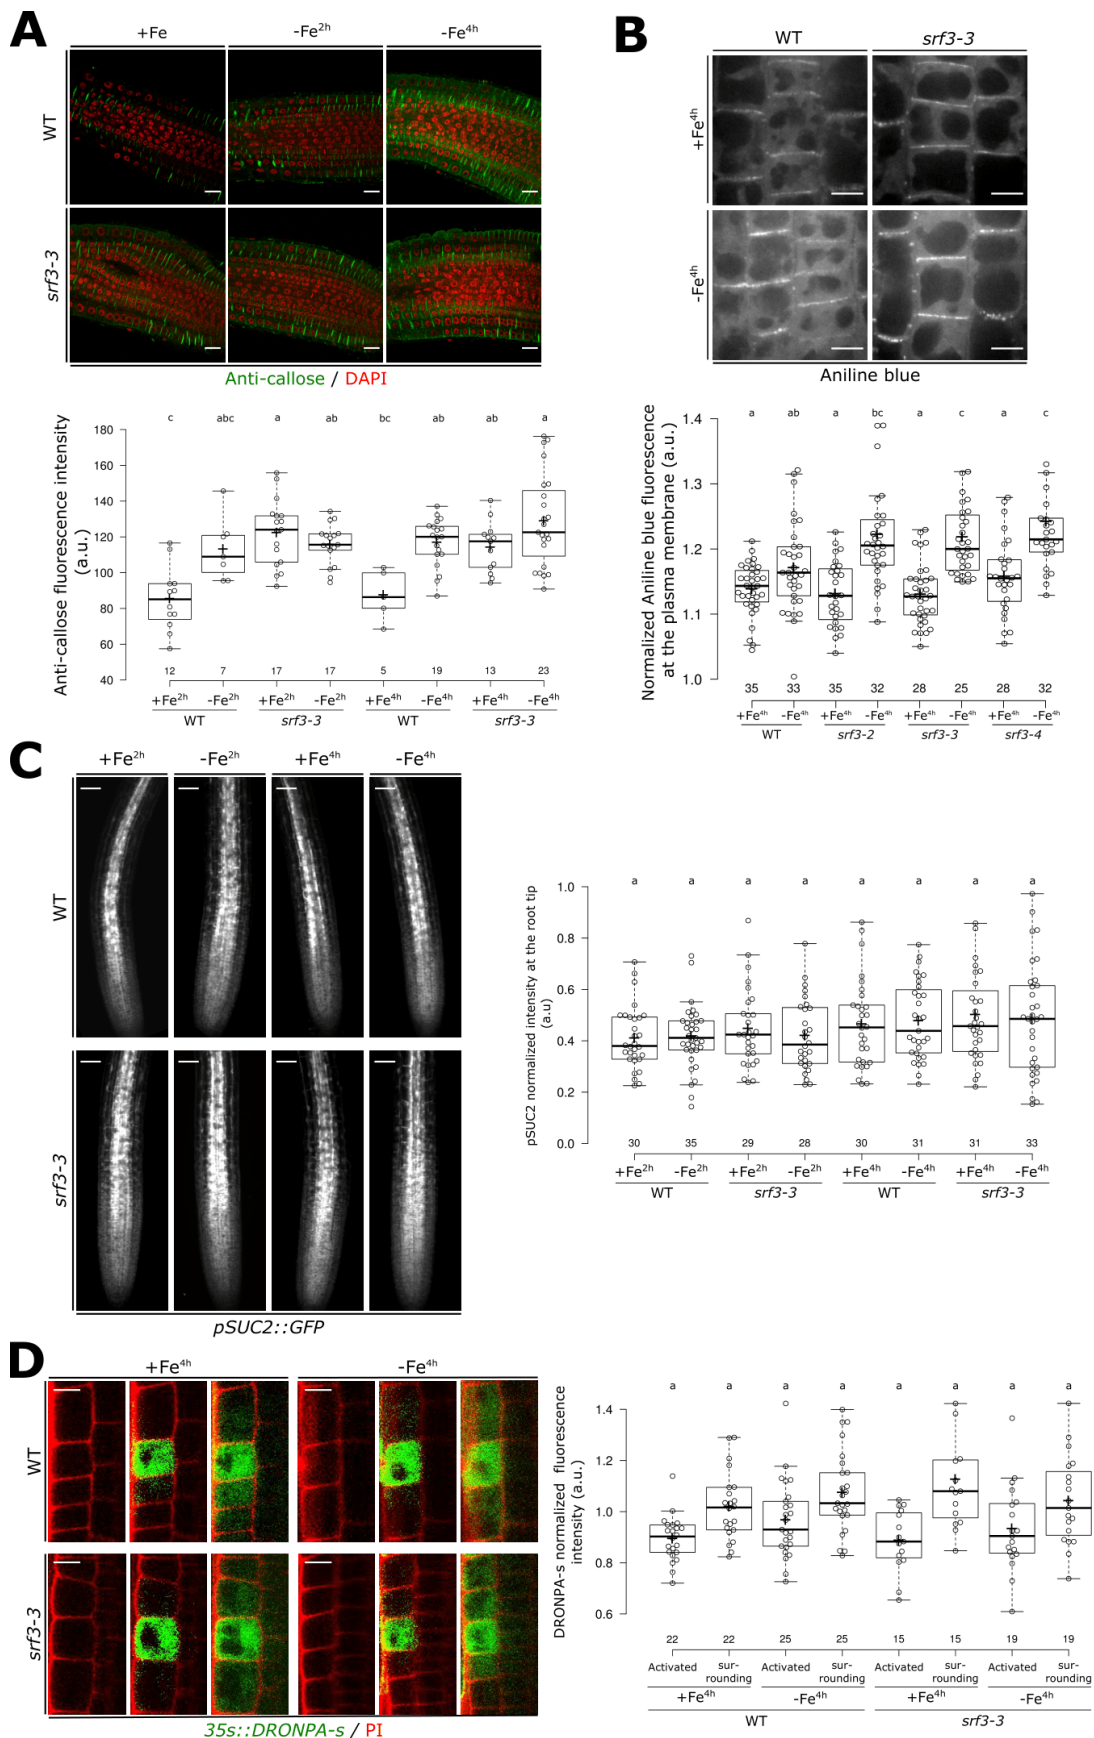 A
+Fe
-Fe2h
-Fe4h
WT
srf3-3
Anti-callose / DAPI
Anti-callose fluorescence intensity
(a.u.)
180
160
140
120
100
80
60
40
c
abc
a
ab
bc
ab
ab
a
12
7
17
17
5
19
13
23
+Fe2h
-Fe2h
+Fe2h
-Fe2h
+Fe4h
-Fe4h
+Fe4h
-Fe4h
WT
srf3-3
WT
srf3-3
B
WT
srf3-3
+Fe4h
-Fe4h
Aniline blue
Normalized Aniline blue fluorescence
at the plasma membrane (a.u.)
1.4
1.3
1.2
1.1
1.0
a
ab
a
bc
a
c
a
c
35
33
35
32
28
25
28
32
+Fe4h
-Fe4h
+Fe4h
-Fe4h
+Fe4h
-Fe4h
+Fe4h
-Fe4h
WT
srf3-2
srf3-3
srf3-4
C
+Fe2h
-Fe2h
+Fe4h
-Fe4h
WT
srf3-3
pSUC2::GFP
pSUC2 normalized intensity at the root tip
(a.u)
1.0
0.8
0.6
0.4
0.2
0.0
a
a
a
a
a
a
a
a
30
35
29
28
30
31
31
33
+Fe2h
-Fe2h
+Fe2h
-Fe2h
+Fe4h
-Fe4h
+Fe4h
-Fe4h
WT
srf3-3
WT
srf3-3
D
+Fe4h
-Fe4h
WT
srf3-3
35s::DRONPA-s / PI
DRONPA-s normalized fluorescence
intensity (a.u.)
1.4
1.2
1.0
0.8
0.6
a
a
a
a
a
a
a
a
22
22
25
25
15
15
19
19
Activated
sur-
rounding
Activated
sur-
rounding
Activated
sur-
rounding
Activated
sur-
rounding
+Fe4h
-Fe4h
+Fe4h
-Fe4h
WT
srf3-3